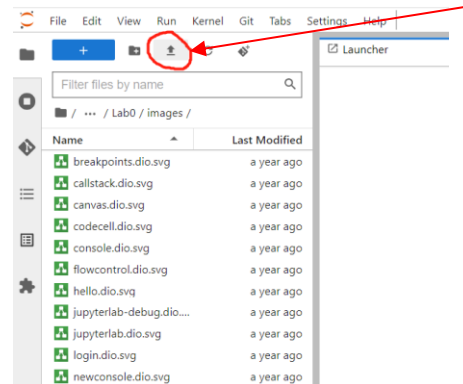 File Edit View Run Kernel Git Tabs Settings Help
Launcher
Filter files by name
/ ··· / Lab0 / images /
Name Last Modified
breakpoints.dio.svg a year ago
callstack.dio.svg a year ago
canvas.dio.svg a year ago
codecell.dio.svg a year ago
console.dio.svg a year ago
flowcontrol.dio.svg a year ago
hello.dio.svg a year ago
jupyterlab-debug.dio.... a year ago
jupyterlab.dio.svg a year ago
login.dio.svg a year ago
newconsole.dio.svg a year ago